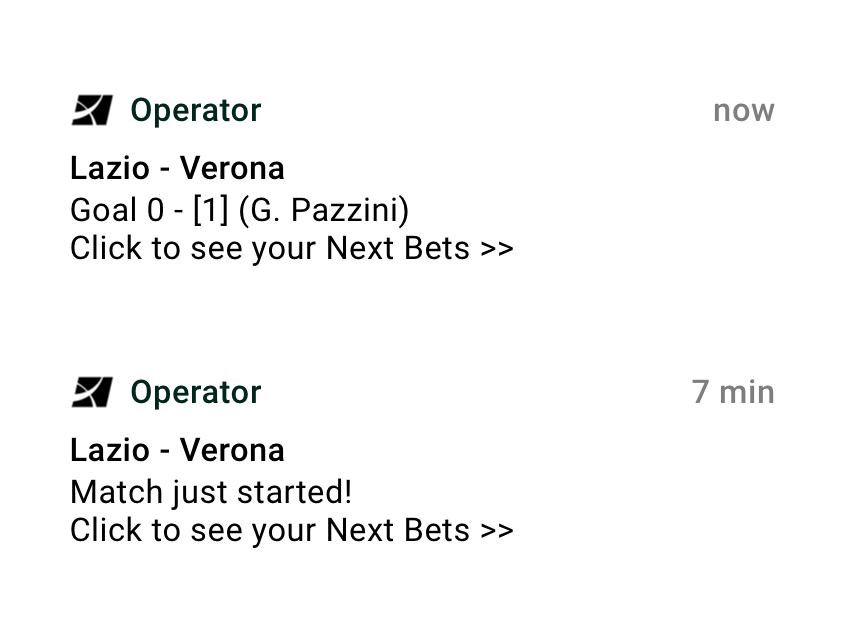 Operator now
Lazio - Verona
Goal 0 - [1] (G. Pazzini)
Click to see your Next Bets >>
Operator 7 min
Lazio - Verona
Match just started!
Click to see your Next Bets >>